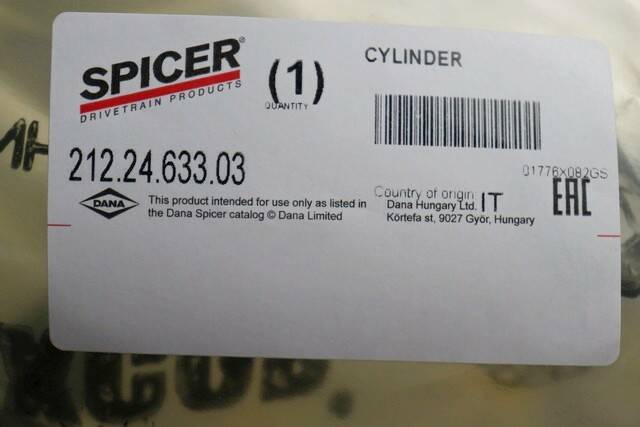 SPICER®
DRIVETRAIN PRODUCTS
(1)
QUANTITY
CYLINDER
212.24.633.03
01776X082GS
DANA
This product intended for use only as listed in
the Dana Spicer catalog © Dana Limited
Country of origin IT
Dana Hungary Ltd.
Körtefa st, 9027 Györ, Hungary
EAC